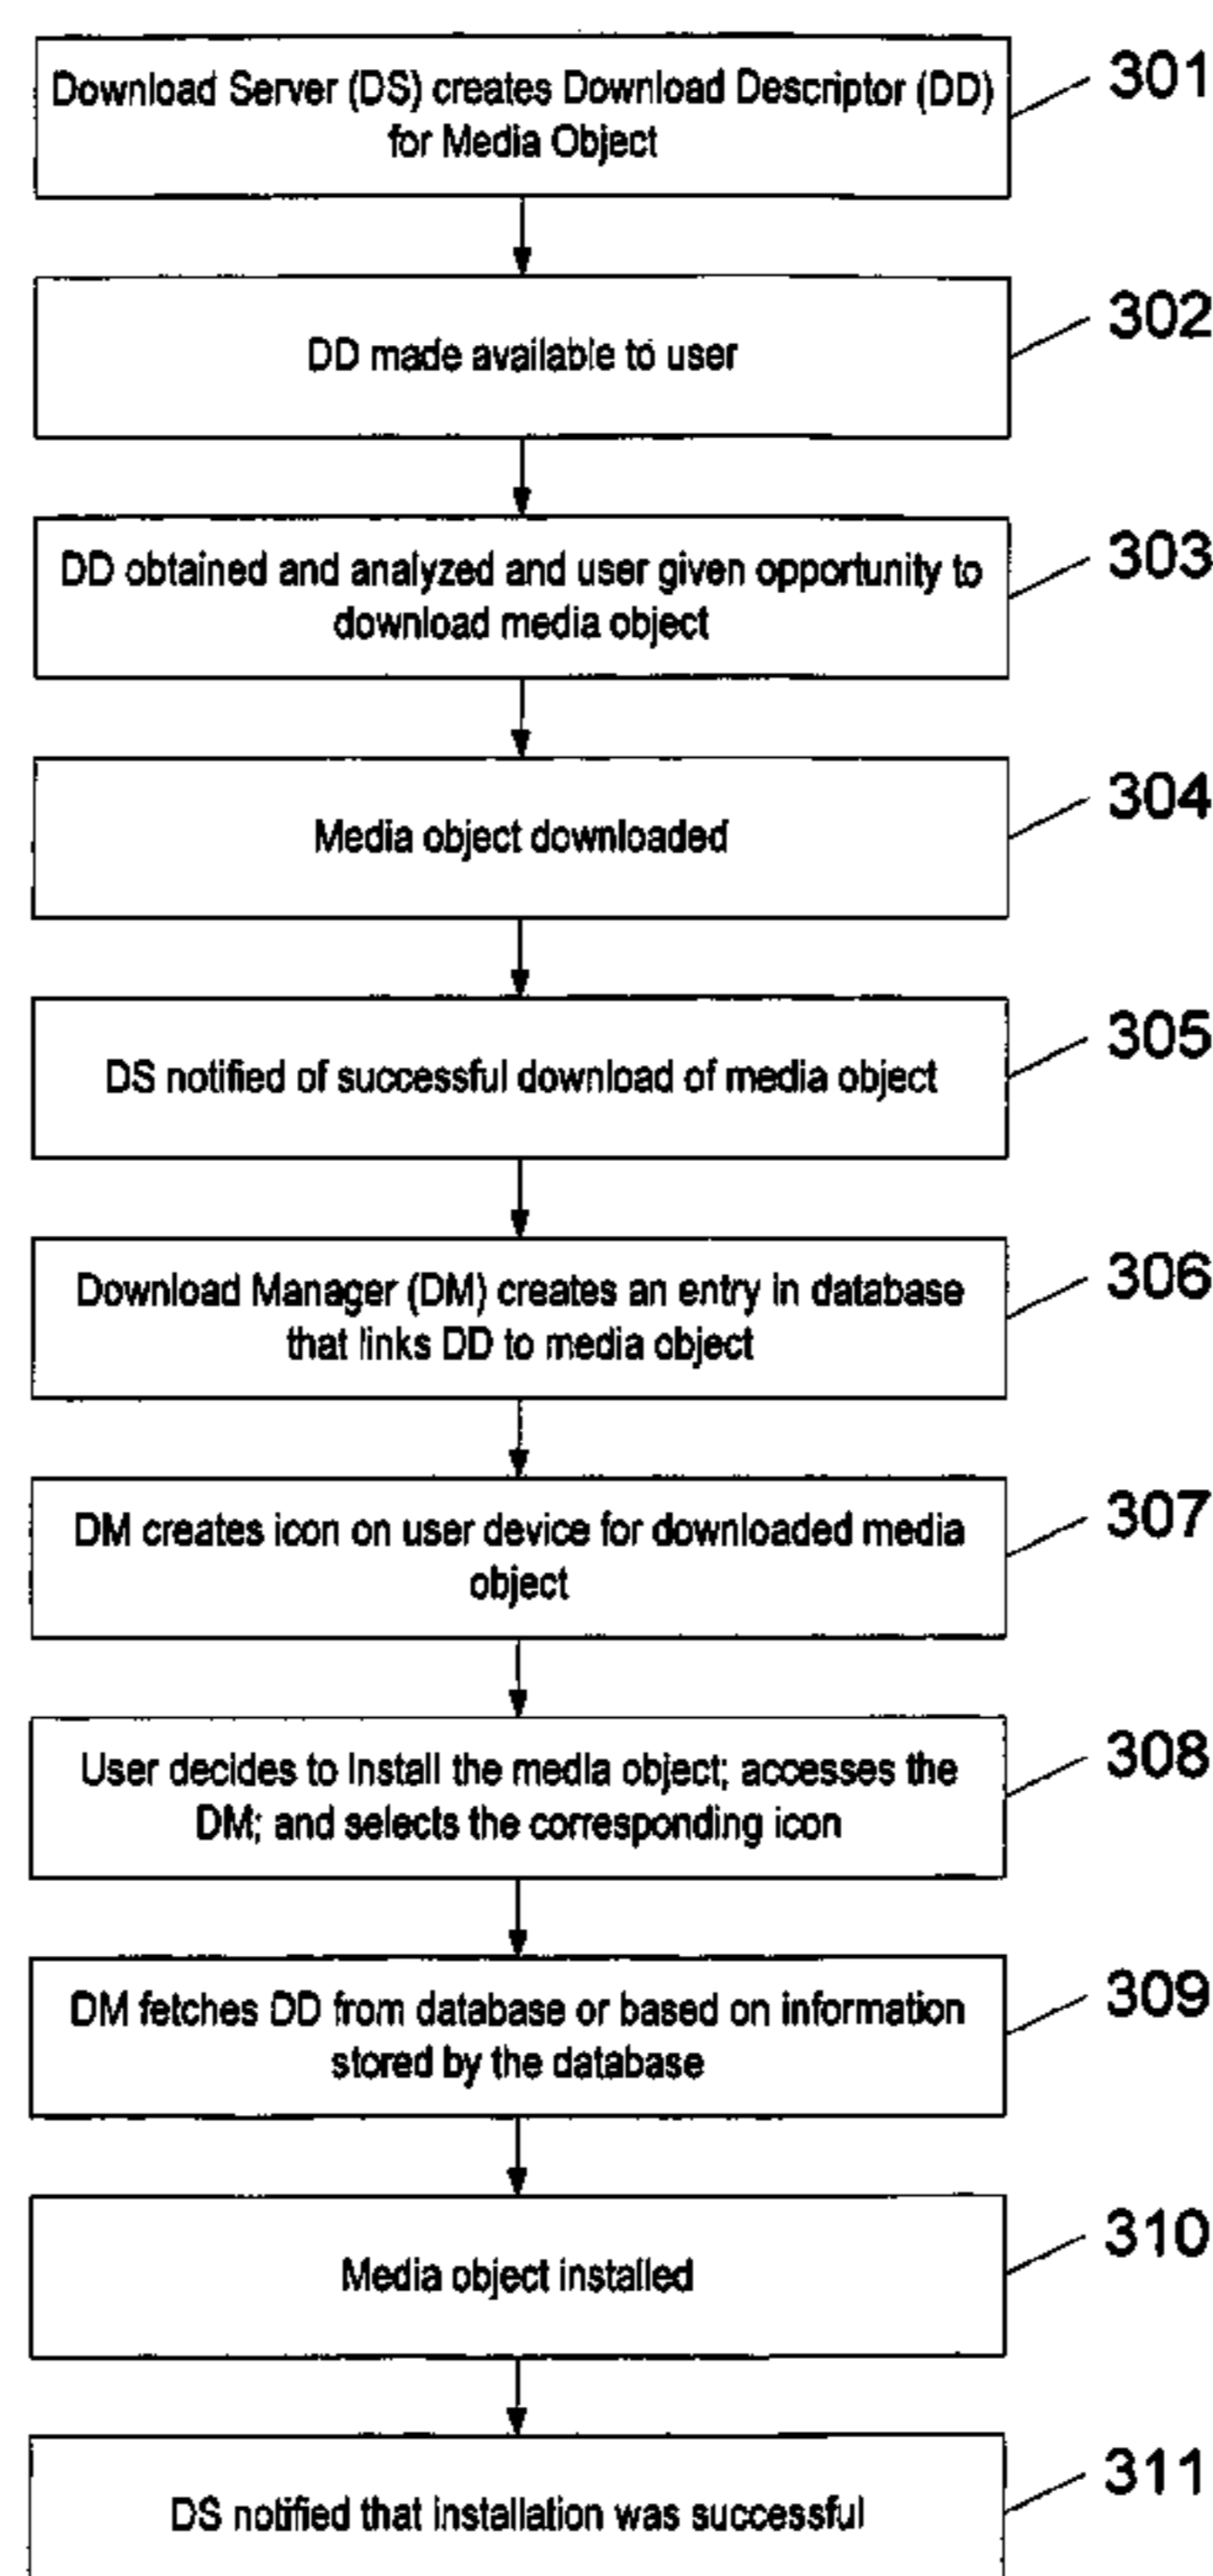 Download Server (DS) creates Download Descriptor (DD)
for Media Object
301
DD made available to user
302
DD obtained and analyzed and user given opportunity to
download media object
303
Media object downloaded
304
DS notified of successful download of media object
305
Download Manager (DM) creates an entry in database
that links DD to media object
306
DM creates icon on user device for downloaded media
object
307
User decides to Install the media object; accesses the
DM; and selects the corresponding icon
308
DM fetches DD from database or based on information
stored by the database
309
Media object installed
310
DS notified that installation was successful
311